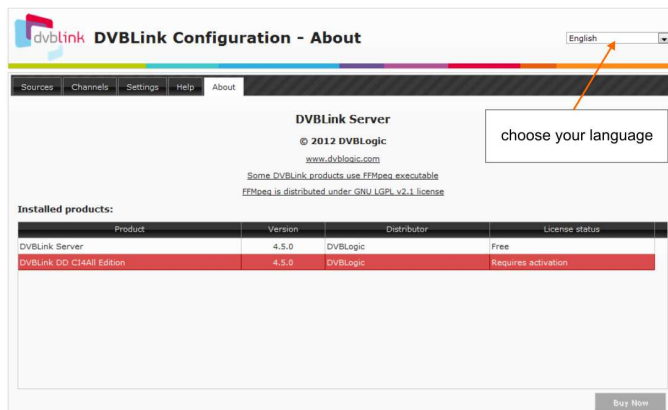 dvblink DVBLink Configuration - About
English
Sources Channels Settings Help About
choose your language
DVBLink Server
© 2012 DVBLogic
www.dvblogic.com
Some DVBLink products use FFMpeg executable
FFMpeg is distributed under GNU LGPL v2.1 license
Installed products:
Product Version Distributor License status
DVBLink Server 4.5.0 DVBLogic Free
DVBLink DD CI4All Edition 4.5.0 DVBLogic Requires activation
Buy Now